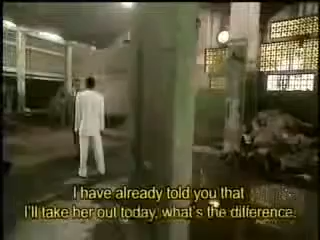 I have already told you that
I'll take her out today, what's the difference.